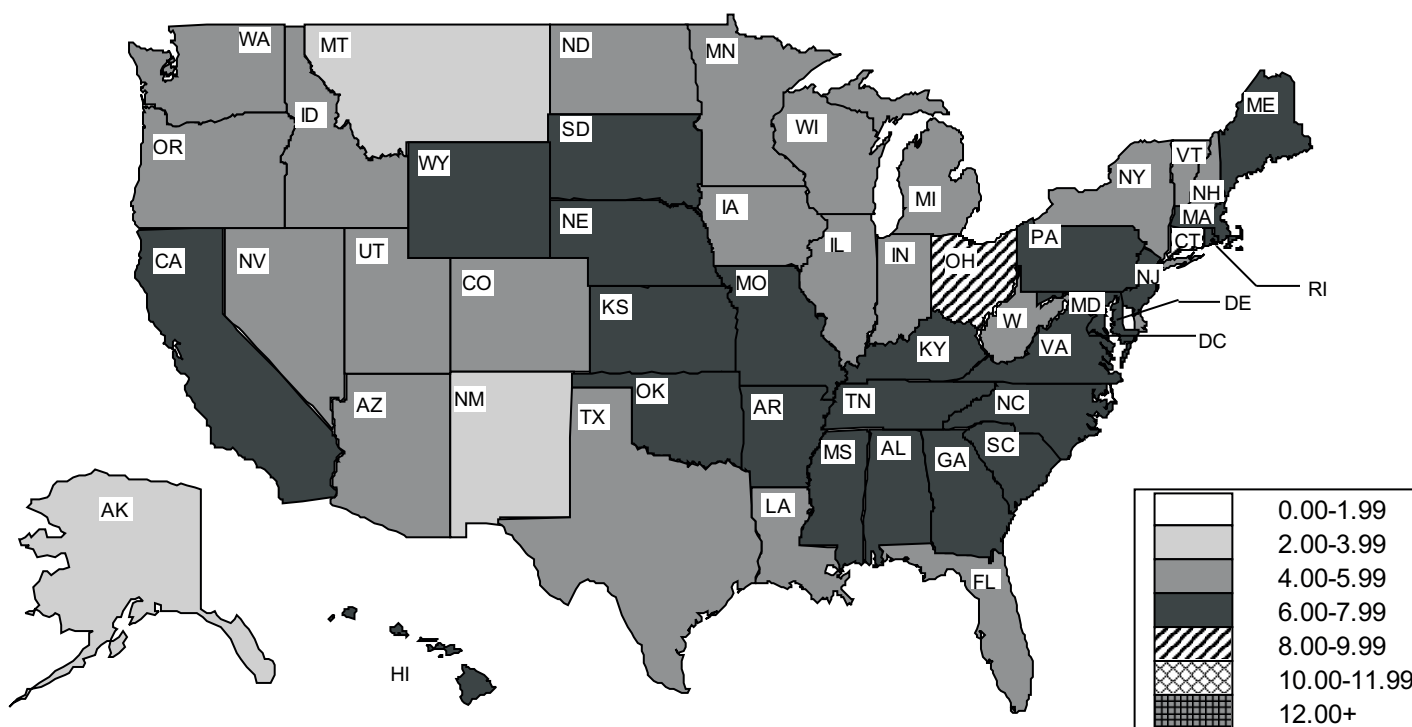 WA
MT
ND
MN
ME
ID
SD
WI
VT
OR
WY
NY
NH
MI
MA
IA
NE
PA
CT
CA
NV
UT
IL
IN
OH
CO
MO
NJ
RI
KS
MD
DE
W
VA
DC
KY
OK
AZ
NM
AR
TN
NC
TX
MS
AL
GA
SC
LA
AK
FL
HI
0.00-1.99
2.00-3.99
4.00-5.99
6.00-7.99
8.00-9.99
10.00-11.99
12.00+